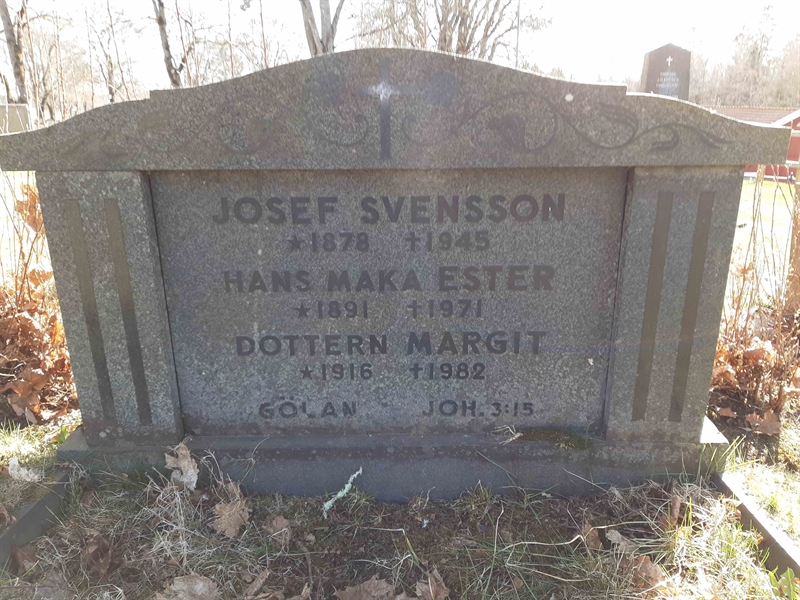 JOSEF SVENSSON
★1878 †1945
HANS MAKA ESTER
★1891 †1971
DOTTERN MARGIT
★1916 †1982
GÖLAN JOH. 3:15